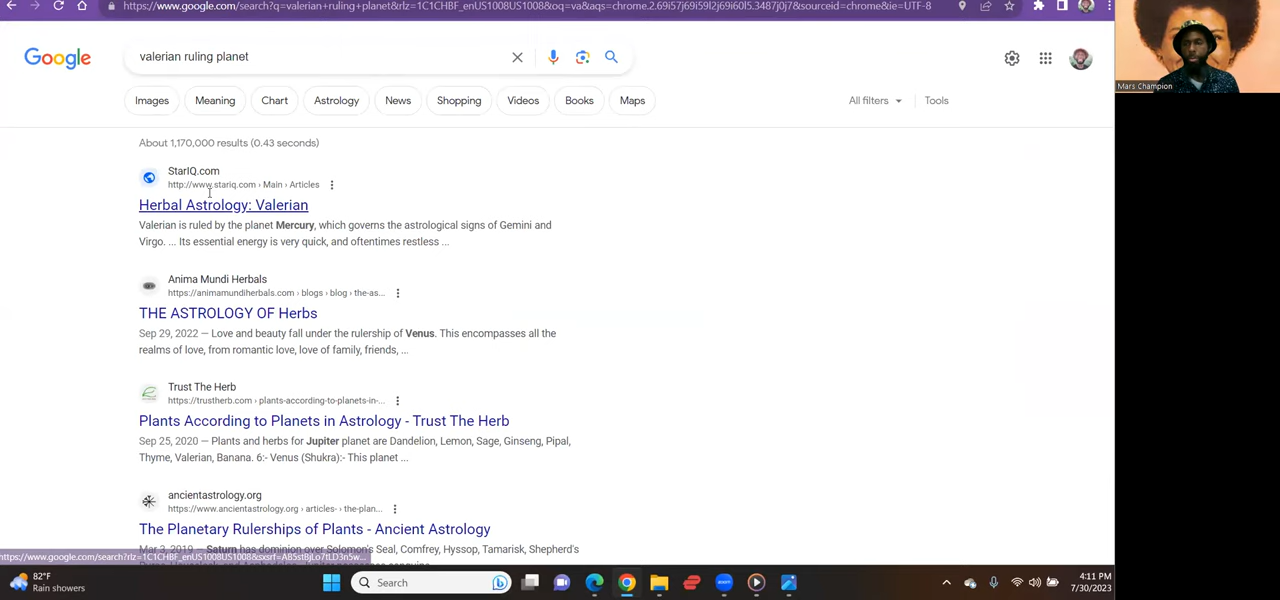 https://www.google.com/search?q=valerian+ruling+planet&rlz=1C1CHBF_enUS1008US1008&oq=va&aqs=chrome.2.69i57j69i59l2j69i60l5.3487j0j7&sourceid=chrome&ie=UTF-8
Google
valerian ruling planet
Images
Meaning
Chart
Astrology
News
Shopping
Videos
Books
Maps
All filters
Tools
Mars Champion
About 1,170,000 results (0.43 seconds)
StarIQ.com
http://www.stariq.com › Main › Articles
Herbal Astrology: Valerian
Valerian is ruled by the planet Mercury, which governs the astrological signs of Gemini and
Virgo. ... Its essential energy is very quick, and oftentimes restless ...
Anima Mundi Herbals
https://animamundiherbals.com › blogs › blog › the-as...
THE ASTROLOGY OF Herbs
Sep 29, 2022 — Love and beauty fall under the rulership of Venus. This encompasses all the
realms of love, from romantic love, love of family, friends, ...
Trust The Herb
https://trustherb.com › plants-according-to-planets-in-...
Plants According to Planets in Astrology - Trust The Herb
Sep 25, 2020 — Plants and herbs for Jupiter planet are Dandelion, Lemon, Sage, Ginseng, Pipal,
Thyme, Valerian, Banana. 6:- Venus (Shukra):- This planet ...
ancientastrology.org
https://www.ancientastrology.org › articles- › the-plan...
The Planetary Rulerships of Plants - Ancient Astrology
Mar 3, 2019 — Saturn has dominion over Solomon's Seal, Comfrey, Hyssop, Tamarisk, Shepherd's
82°F
Rain showers
Search
4:11 PM
7/30/2023